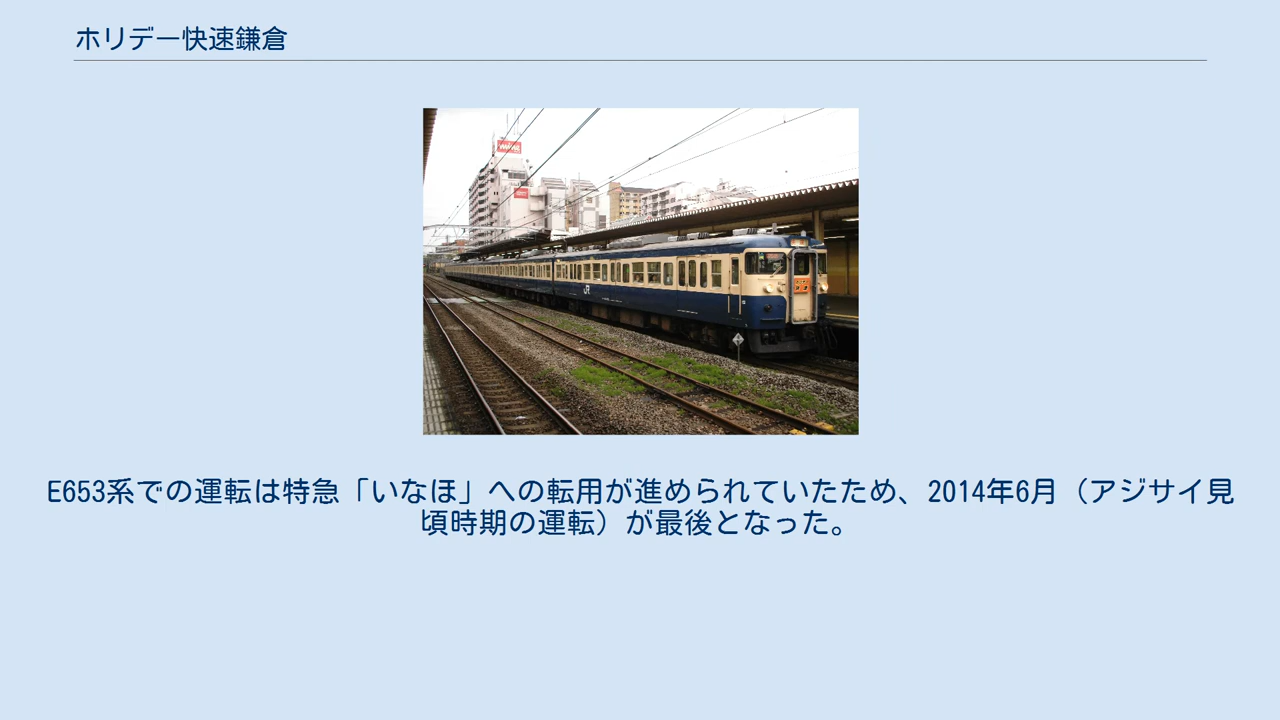 ホリデー快速鎌倉
JR
E653系での運転は特急「いなほ」への転用が進められていたため、2014年6月（アジサイ見
頃時期の運転）が最後となった。